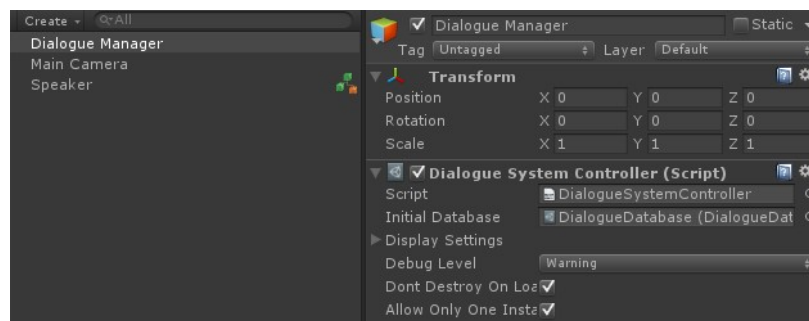 Create
All
Dialogue Manager
Main Camera
Speaker
Dialogue Manager
Static
Tag Untagged Layer Default
Transform
Position X 0 Y 0 Z 0
Rotation X 0 Y 0 Z 0
Scale X 1 Y 1 Z 1
Dialogue System Controller (Script)
Script DialogueSystemController
Initial Database DialogueDatabase (DialogueDat
Display Settings
Debug Level Warning
Dont Destroy On Loa
Allow Only One Insta